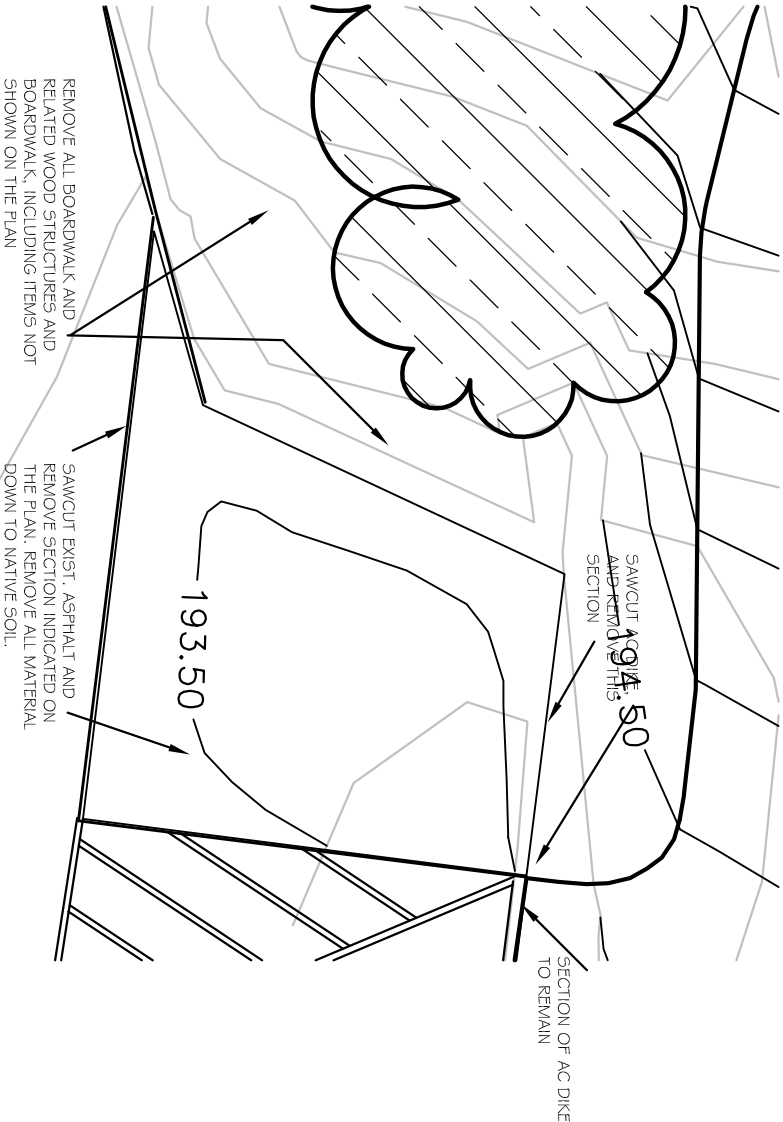 REMOVE ALL BOARDWALK AND
RELATED WOOD STRUCTURES AND
BOARDWALK, INCLUDING ITEMS NOT
SHOWN ON THE PLAN
SAWCUT EXIST. ASPHALT AND
REMOVE SECTION INDICATED ON
THE PLAN. REMOVE ALL MATERIAL
DOWN TO NATIVE SOIL.
193.50
SAWCUT AC DIKE,
AND REMOVE THIS
SECTION
194.50
SECTION OF AC DIKE
TO REMAIN